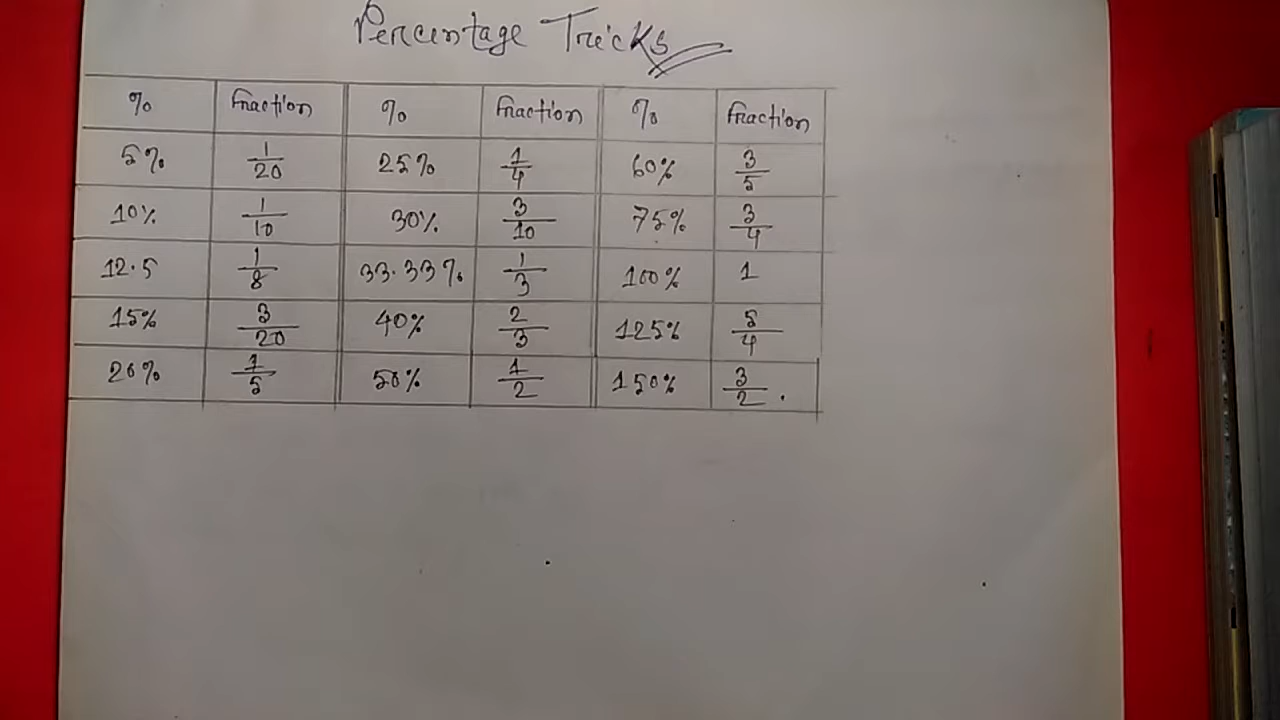 Percentage Tricks
% Fraction % Fraction % Fraction
5% 1/20 25% 1/4 60% 3/5
10% 1/10 30% 3/10 75% 3/4
12.5 1/8 33.33% 1/3 100% 1
15% 3/20 40% 2/3 125% 5/4
20% 1/5 50% 1/2 150% 3/2.